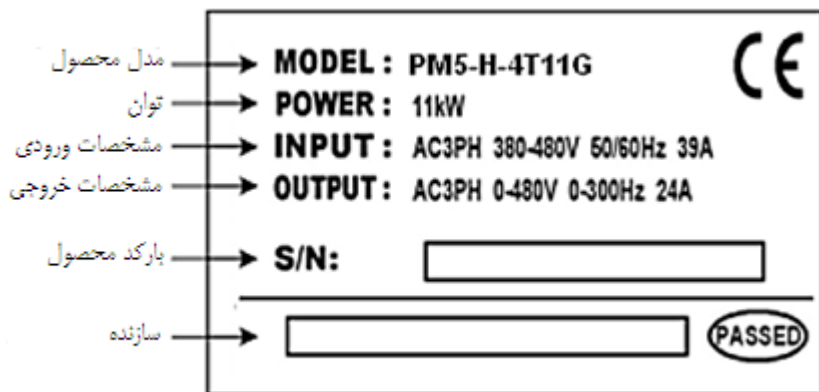 مدل محصول MODEL: PM5-H-4T11G CE
توان POWER: 11kW
مشخصات ورودی INPUT: AC3PH 380-480V 50/60Hz 39A
مشخصات خروجی OUTPUT: AC3PH 0-480V 0-300Hz 24A
بارکد محصول S/N:
سازنده PASSED